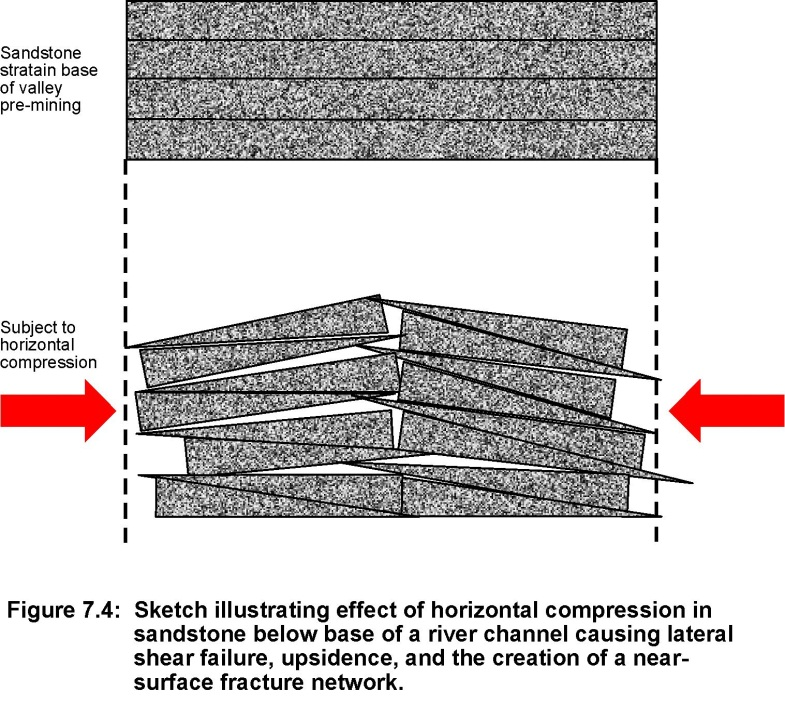 Sandstone
stratain base
of valley
pre-mining
Subject to
horizontal
compression
Figure 7.4: Sketch illustrating effect of horizontal compression in
sandstone below base of a river channel causing lateral
shear failure, upsidence, and the creation of a near-
surface fracture network.